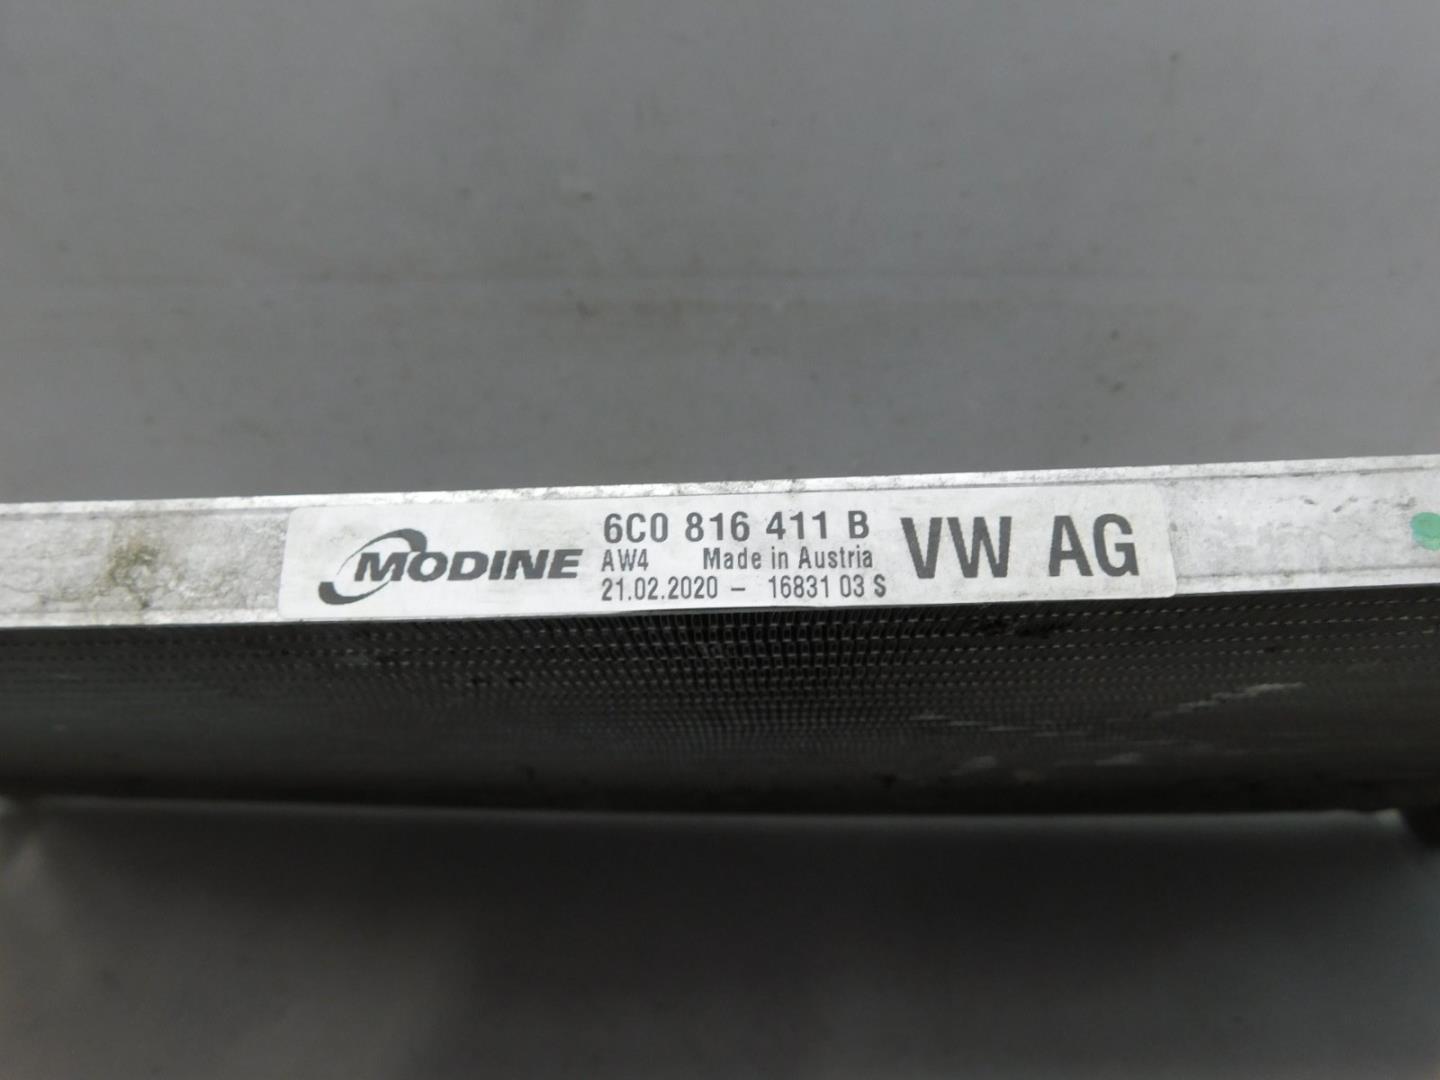 MODINE
6C0 816 411 B
AW4 Made in Austria
21.02.2020 – 16831 03 S
VW AG